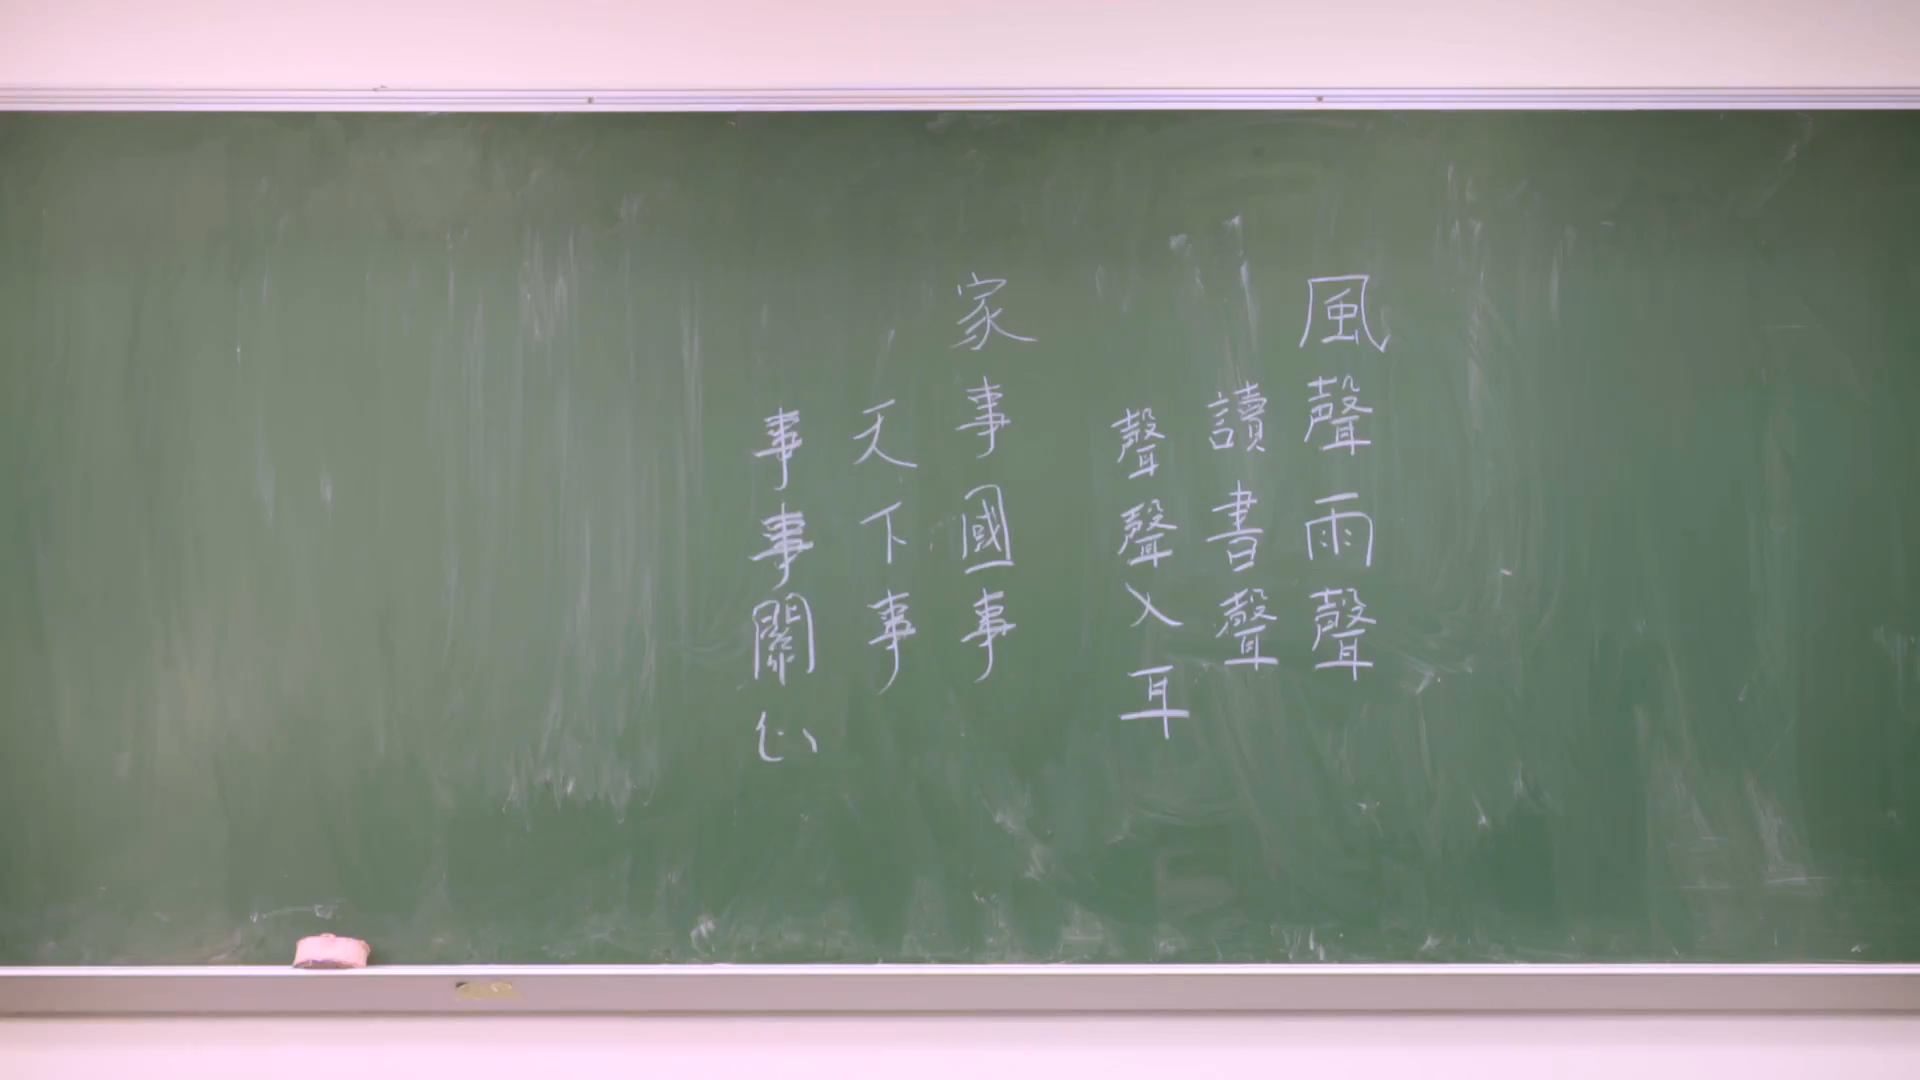 風聲雨聲
讀書聲
聲聲入耳
家事國事
天下事
事事關心